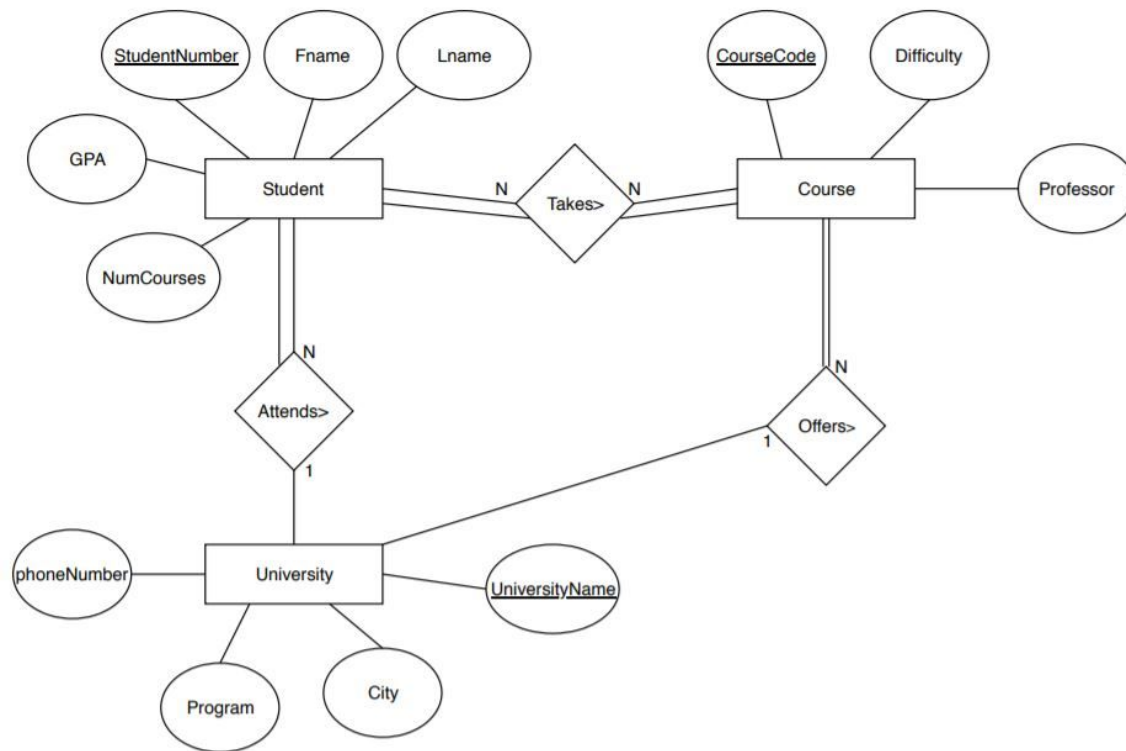 StudentNumber
Fname
Lname
CourseCode
Difficulty
GPA
Student
N
Takes>
N
Course
Professor
NumCourses
N
Attends>
1
N
Offers>
1
phoneNumber
University
UniversityName
Program
City